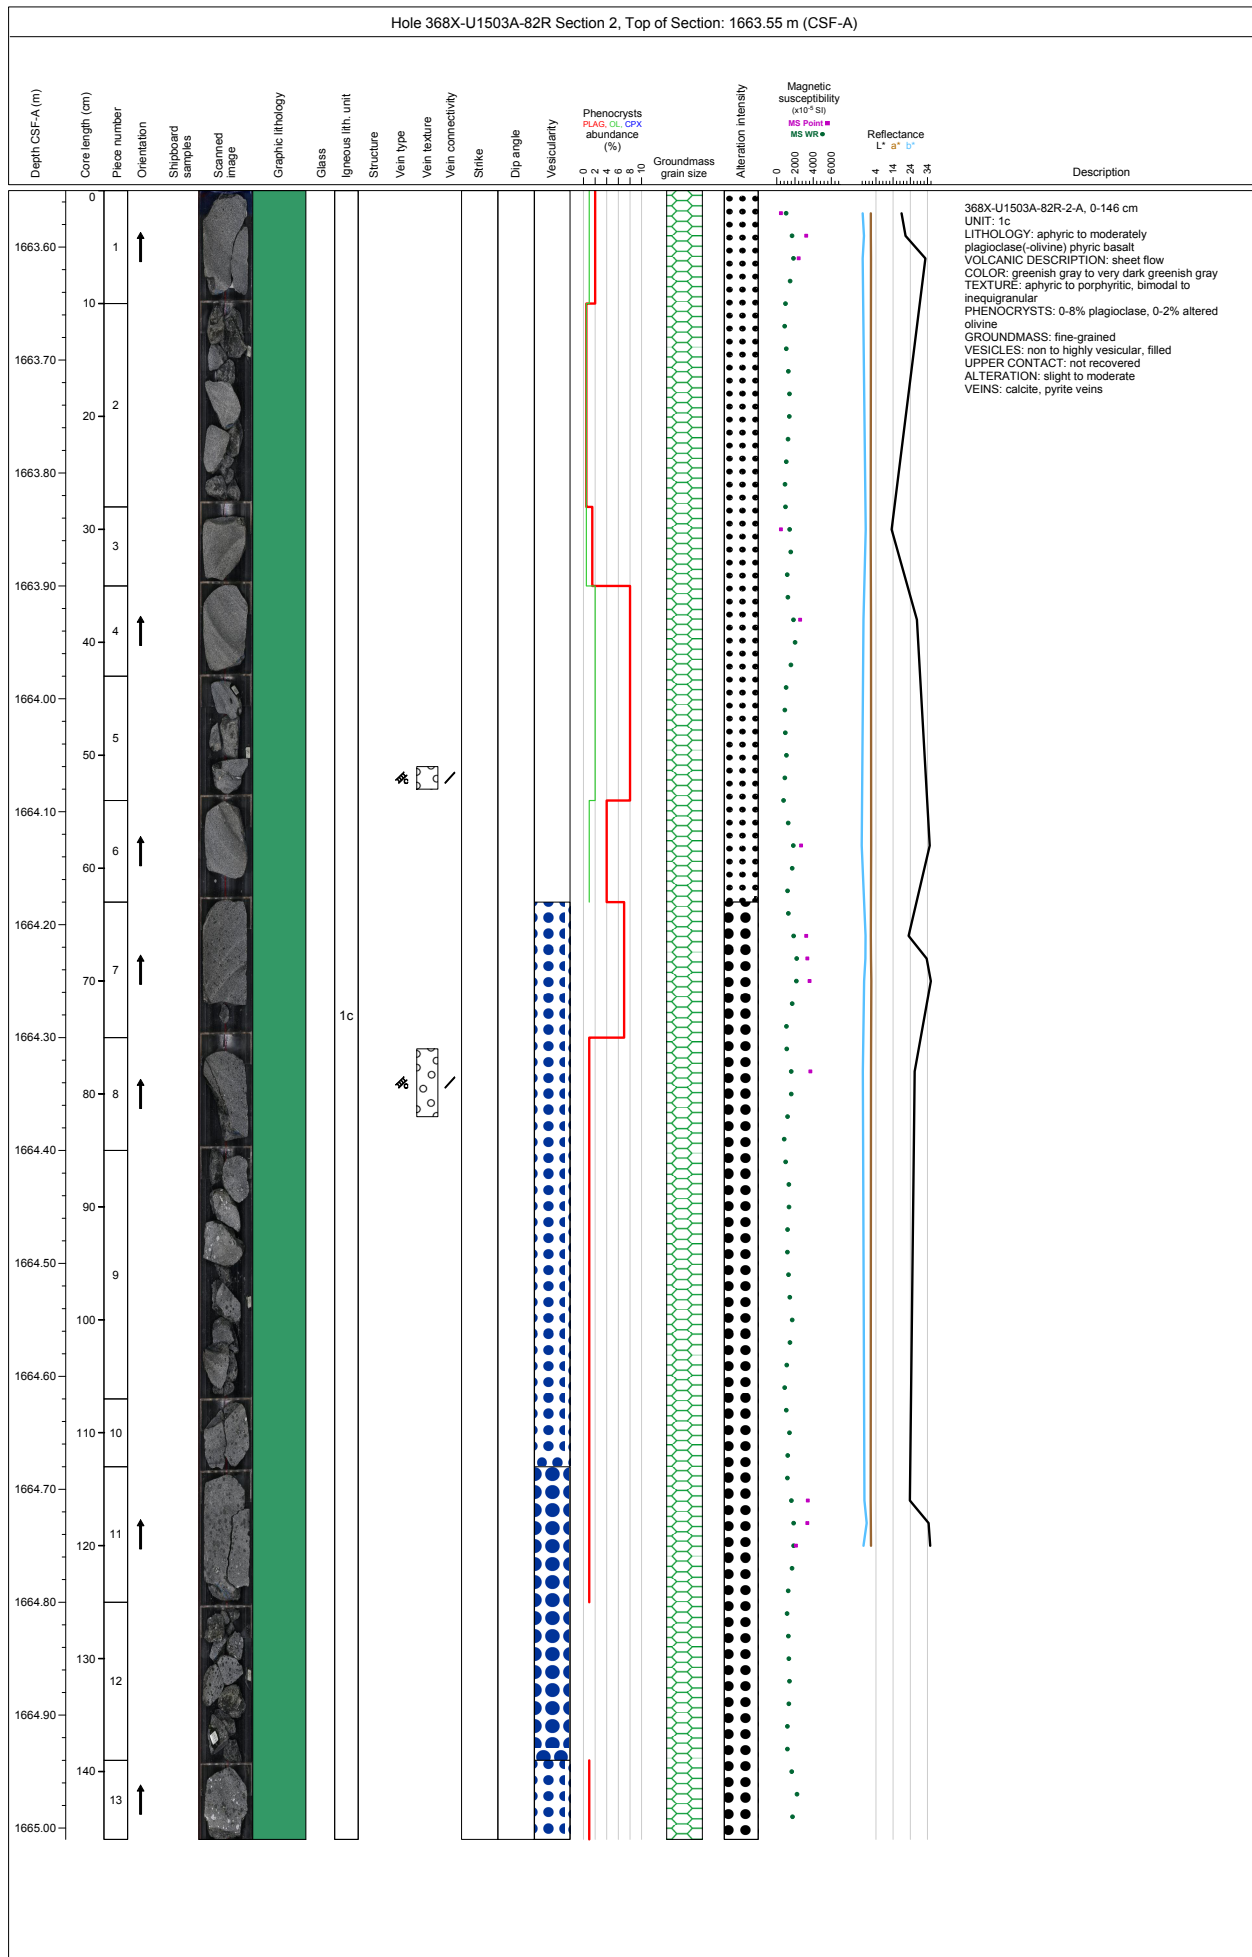 Hole 368X-U1503A-82R Section 2, Top of Section: 1663.55 m (CSF-A)
Depth CSF-A (m)
Core length (cm)
Piece number
Orientation
Shipboard
samples
Scanned
image
Graphic lithology
Glass
Igneous lith. unit
Structure
Vein type
Vein texture
Vein connectivity
Strike
Dip angle
Vesicularity
Phenocrysts
PLAG, OL, CPX
abundance
(%)
0 2 4 6 8 10
Groundmass
grain size
Alteration intensity
Magnetic
susceptibility
(x10-5 SI)
MS Point
MS WR
0 2000 4000 6000
Reflectance
L* a* b*
4 14 24 34
Description
368X-U1503A-82R-2-A, 0-146 cm
UNIT: 1c
LITHOLOGY: aphyric to moderately
plagioclase(-olivine) phyric basalt
VOLCANIC DESCRIPTION: sheet flow
COLOR: greenish gray to very dark greenish gray
TEXTURE: aphyric to porphyritic, bimodal to
inequigranular
PHENOCRYSTS: 0-8% plagioclase, 0-2% altered
olivine
GROUNDMASS: fine-grained
VESICLES: non to highly vesicular, filled
UPPER CONTACT: not recovered
ALTERATION: slight to moderate
VEINS: calcite, pyrite veins
0
1663.60
1
10
1663.70
2
20
1663.80
30
3
1663.90
4
40
1664.00
5
50
1664.10
6
60
1664.20
7
70
1c
1664.30
8
80
1664.40
90
1664.50
9
100
1664.60
110
10
1664.70
11
120
1664.80
130
12
1664.90
140
13
1665.00